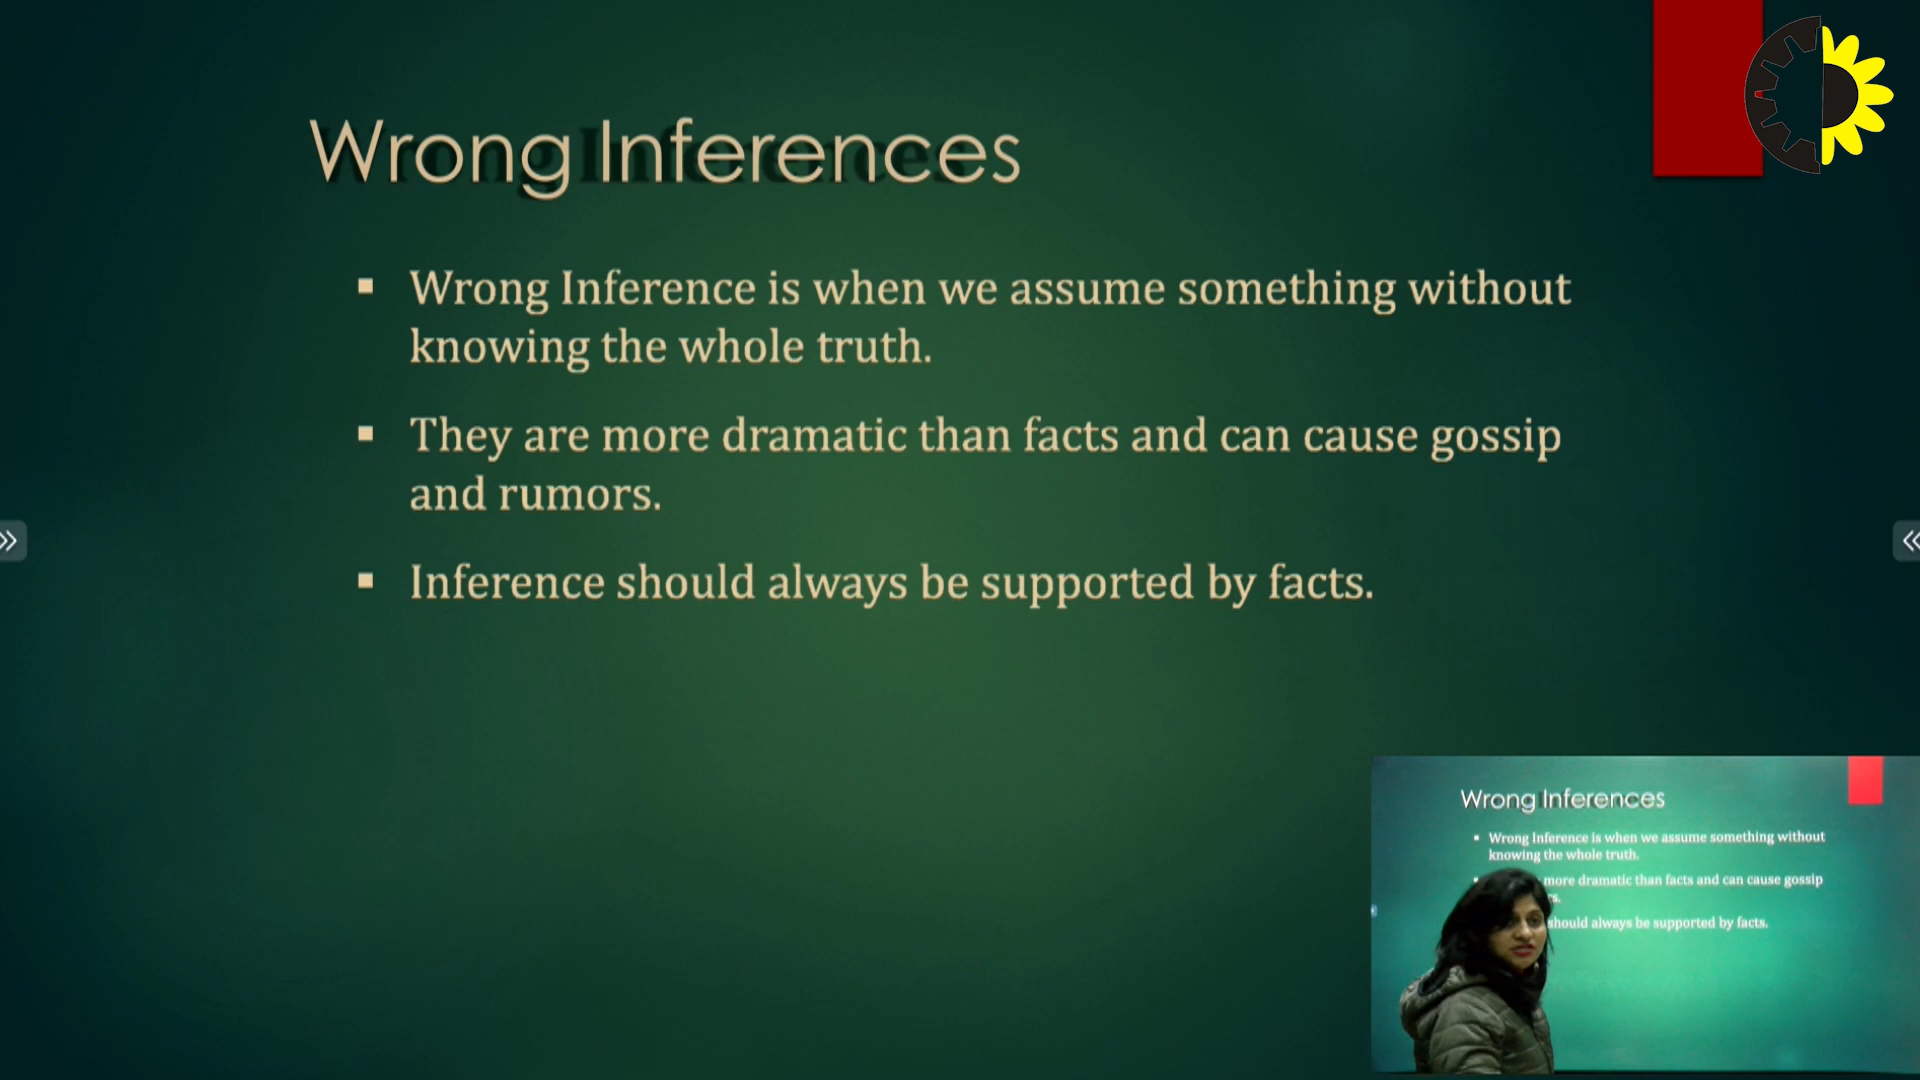 Wrong Inferences
▪ Wrong Inference is when we assume something without
knowing the whole truth.
▪ They are more dramatic than facts and can cause gossip
and rumors.
▪ Inference should always be supported by facts.
Wrong Inferences
▪ Wrong Inference is when we assume something without
knowing the whole truth.
more dramatic than facts and can cause gossip
should always be supported by facts.